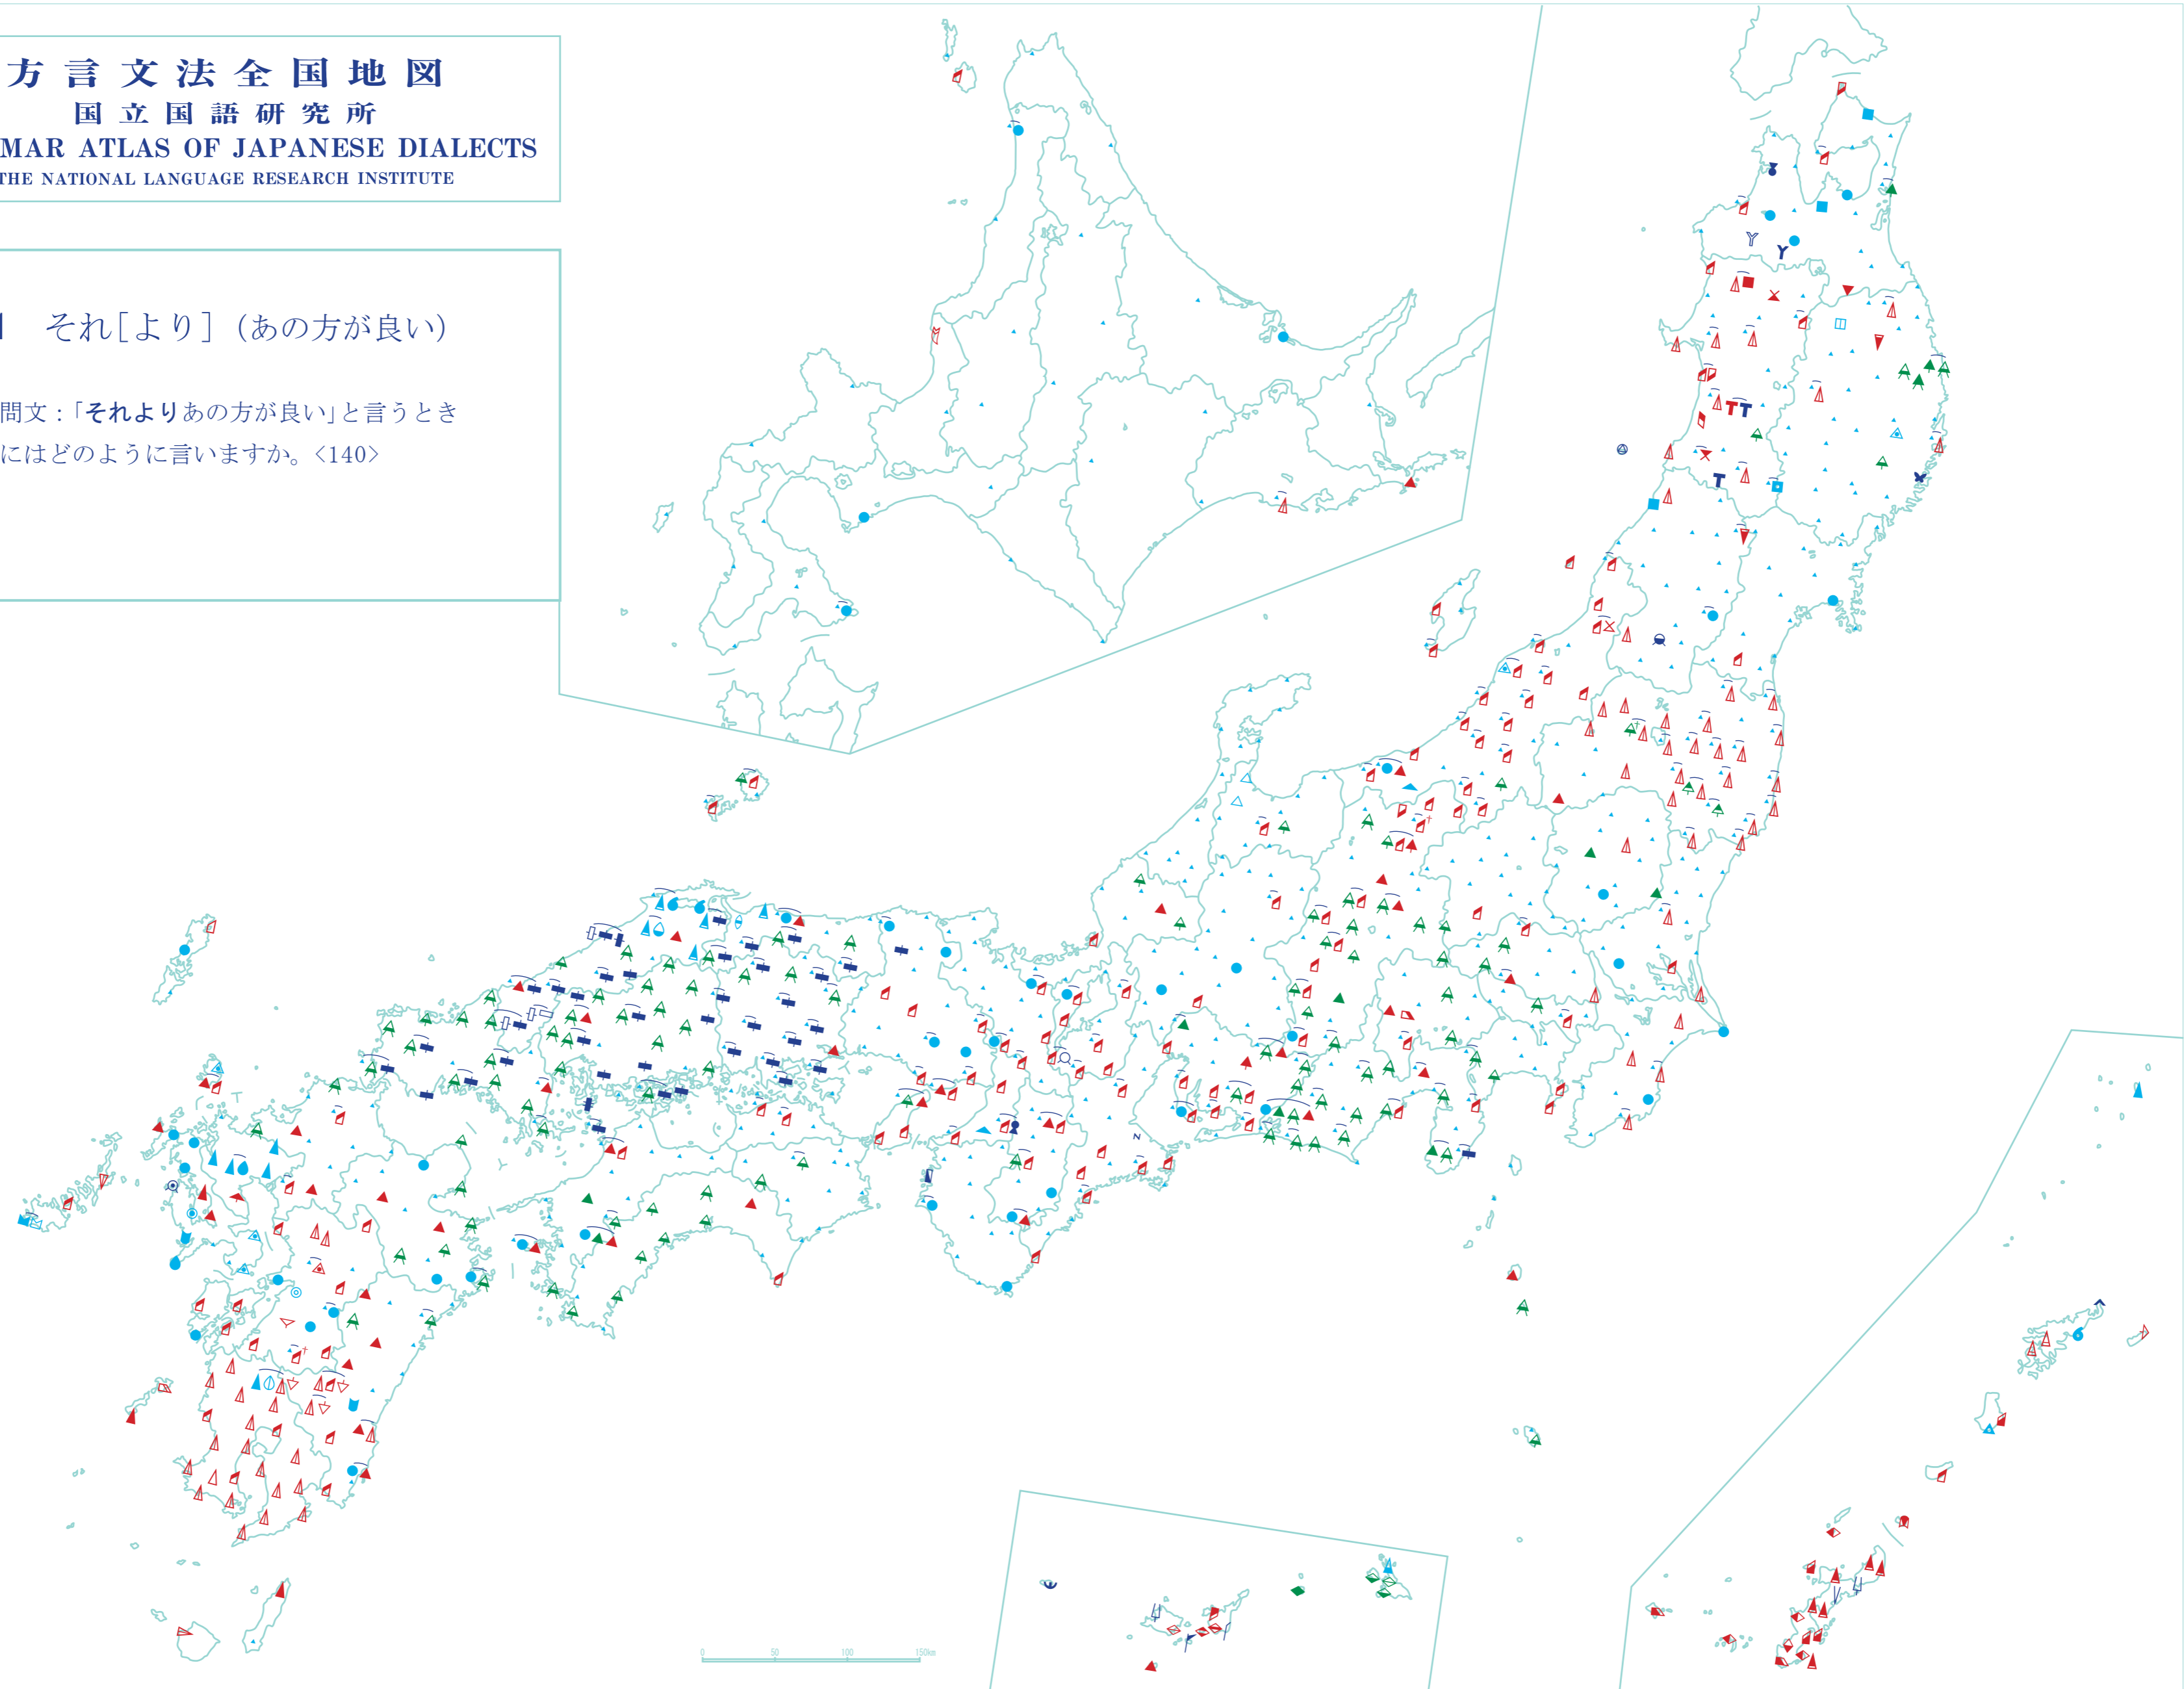 方言文法全国地図
国立国語研究所
MAR ATLAS OF JAPANESE DIALECTS
THE NATIONAL LANGUAGE RESEARCH INSTITUTE
それ[より] (あの方が良い)
問文:「それよりあの方が良い」と言うとき
にはどのように言いますか。<140>
0 50 100 150km